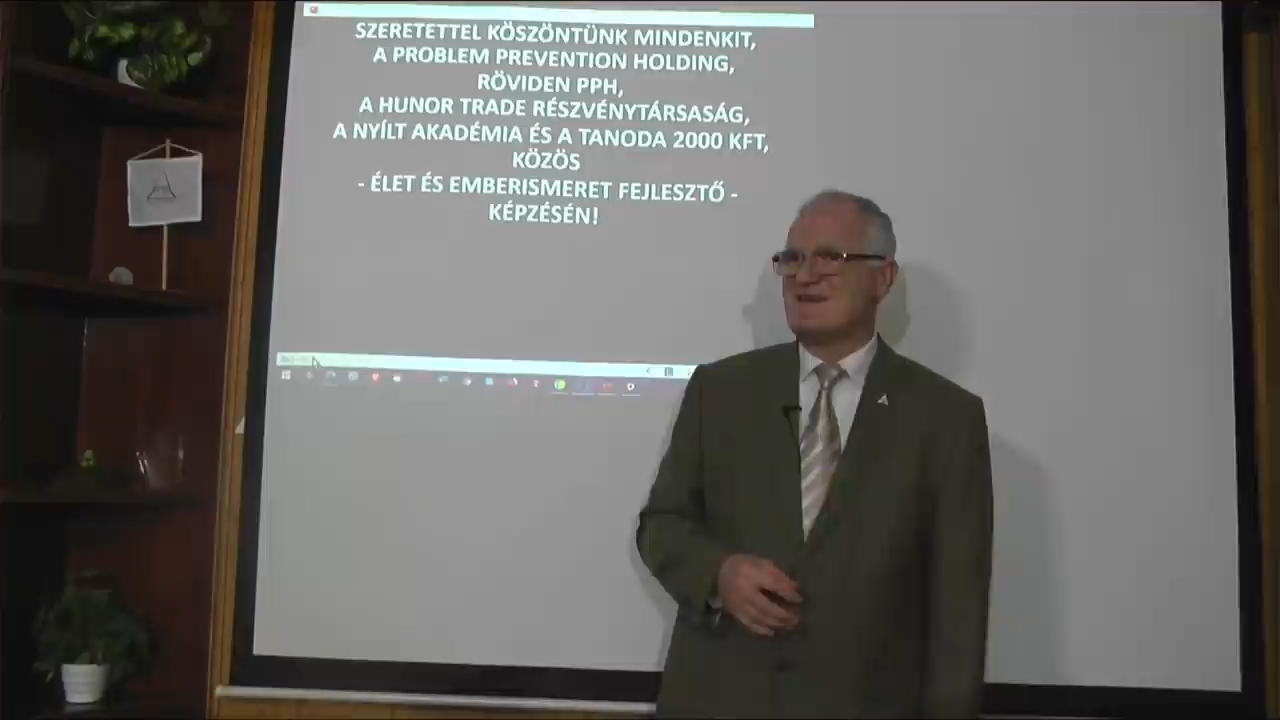 SZERETETTEL KÖSZÖNTÜNK MINDENKIT,
A PROBLEM PREVENTION HOLDING,
RÖVIDEN PPH,
A HUNOR TRADE RÉSZVÉNYTÁRSASÁG,
A NYÍLT AKADÉMIA ÉS A TANODA 2000 KFT,
KÖZÖS
- ÉLET ÉS EMBERISMERET FEJLESZTŐ -
KÉPZÉSÉN!